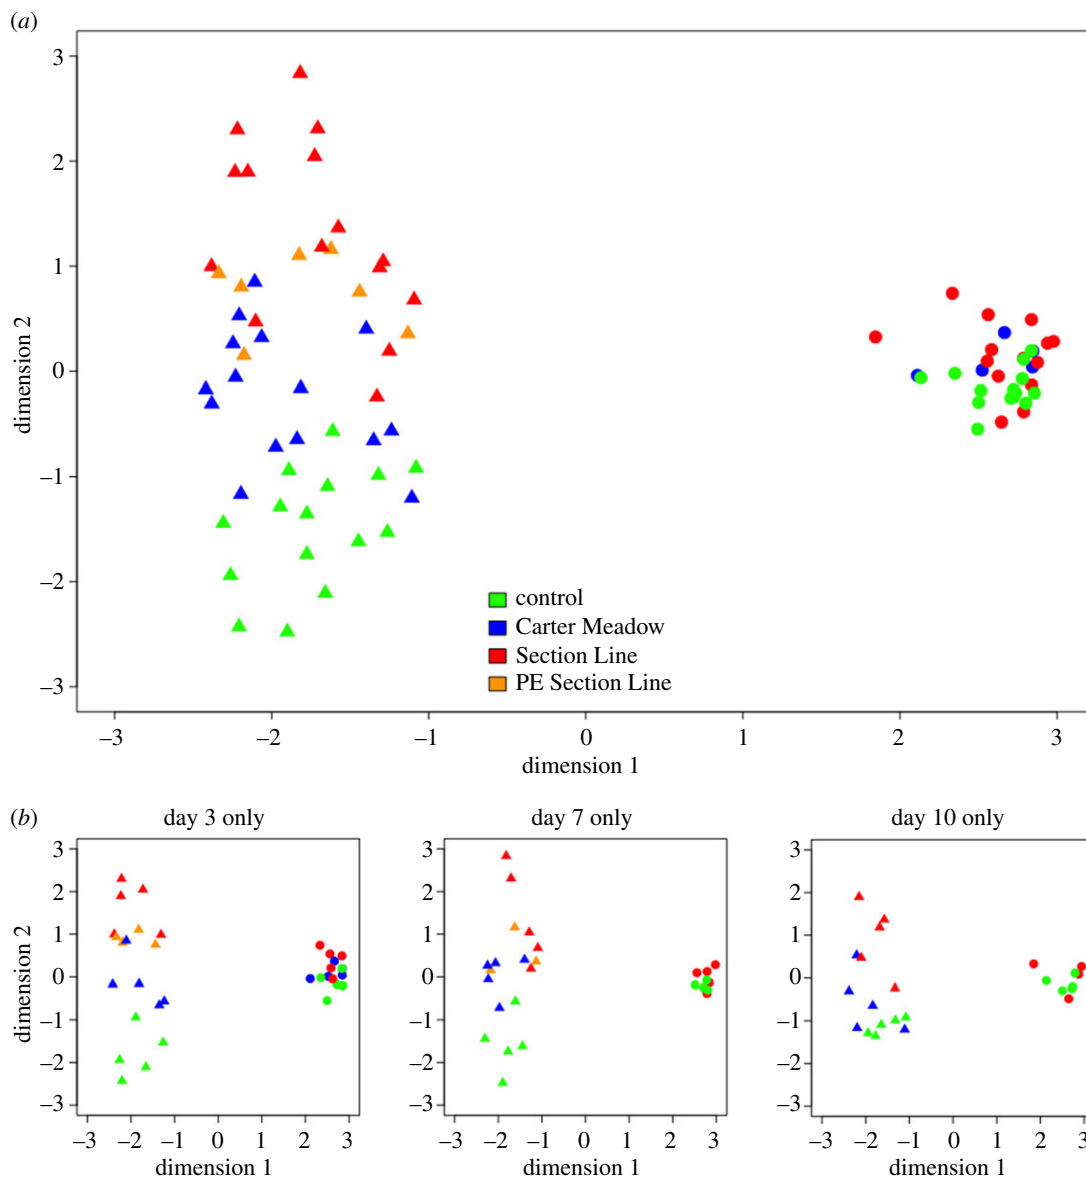 (a)
3
2
1
0
–1
–2
–3
dimension 2
control
Carter Meadow
Section Line
PE Section Line
–3 –2 –1 0 1 2 3
dimension 1
(b)
day 3 only day 7 only day 10 only
3 3 3
2 2 2
1 1 1
0 0 0
–1 –1 –1
–2 –2 –2
–3 –3 –3
dimension 2
–3 –2 –1 0 1 2 3 –3 –2 –1 0 1 2 3 –3 –2 –1 0 1 2 3
dimension 1 dimension 1 dimension 1